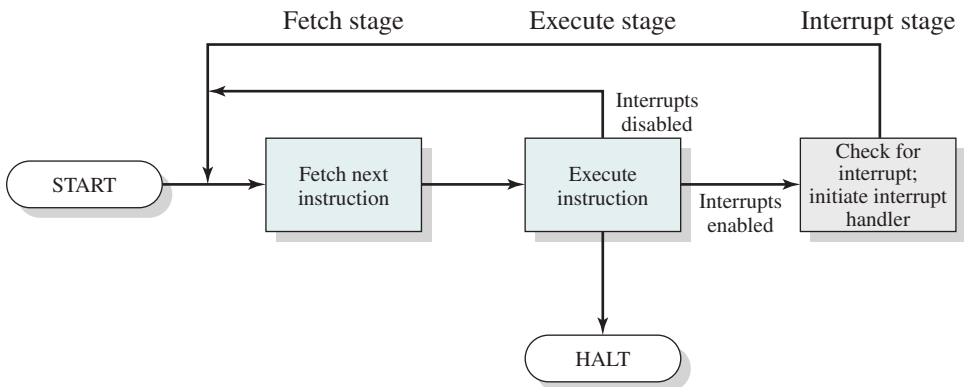 Fetch stage
Execute stage
Interrupt stage
Interrupts
disabled
START
Fetch next
instruction
Execute
instruction
Interrupts
enabled
Check for
interrupt;
initiate interrupt
handler
HALT